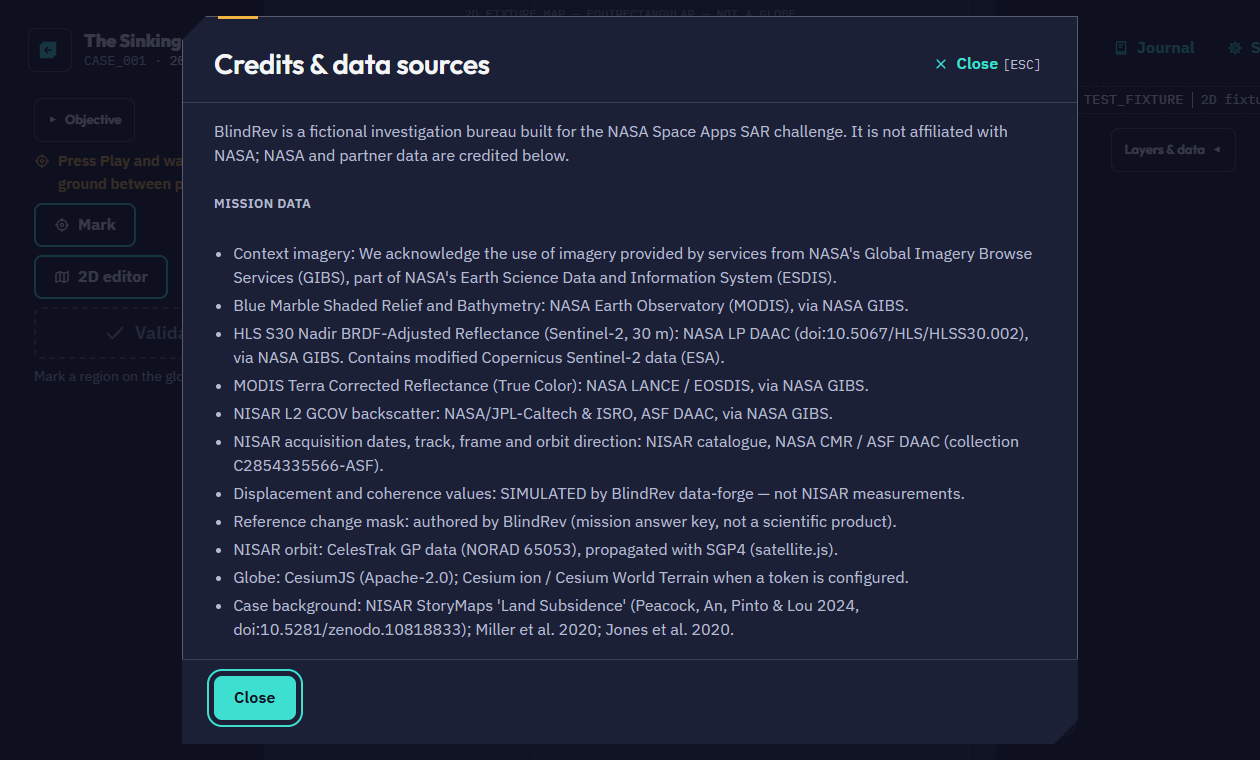 2D FIXTURE MAP — EQUIRECTANGULAR — NOT A GLOBE
The Sinking
CASE_001 · 20
Journal
TEST_FIXTURE | 2D fixtu
Objective
Layers & data
Press Play and wa
ground between p
Mark
2D editor
Valida
Mark a region on the glo
Credits & data sources
Close [ESC]
BlindRev is a fictional investigation bureau built for the NASA Space Apps SAR challenge. It is not affiliated with
NASA; NASA and partner data are credited below.
MISSION DATA
• Context imagery: We acknowledge the use of imagery provided by services from NASA's Global Imagery Browse
Services (GIBS), part of NASA's Earth Science Data and Information System (ESDIS).
• Blue Marble Shaded Relief and Bathymetry: NASA Earth Observatory (MODIS), via NASA GIBS.
• HLS S30 Nadir BRDF-Adjusted Reflectance (Sentinel-2, 30 m): NASA LP DAAC (doi:10.5067/HLS/HLSS30.002),
via NASA GIBS. Contains modified Copernicus Sentinel-2 data (ESA).
• MODIS Terra Corrected Reflectance (True Color): NASA LANCE / EOSDIS, via NASA GIBS.
• NISAR L2 GCOV backscatter: NASA/JPL-Caltech & ISRO, ASF DAAC, via NASA GIBS.
• NISAR acquisition dates, track, frame and orbit direction: NISAR catalogue, NASA CMR / ASF DAAC (collection
C2854335566-ASF).
• Displacement and coherence values: SIMULATED by BlindRev data-forge — not NISAR measurements.
• Reference change mask: authored by BlindRev (mission answer key, not a scientific product).
• NISAR orbit: CelesTrak GP data (NORAD 65053), propagated with SGP4 (satellite.js).
• Globe: CesiumJS (Apache-2.0); Cesium ion / Cesium World Terrain when a token is configured.
• Case background: NISAR StoryMaps 'Land Subsidence' (Peacock, An, Pinto & Lou 2024,
doi:10.5281/zenodo.10818833); Miller et al. 2020; Jones et al. 2020.
Close